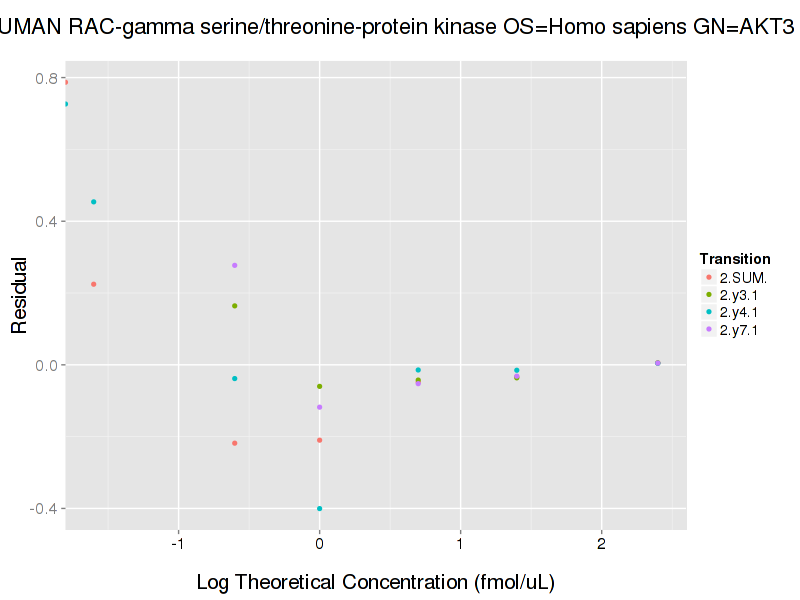 UMAN RAC-gamma serine/threonine-protein kinase OS=Homo sapiens GN=AKT3
0.8
0.4
0.0
-0.4
Residual
-1
0
1
2
Log Theoretical Concentration (fmol/uL)
Transition
2.SUM.
2.y3.1
2.y4.1
2.y7.1